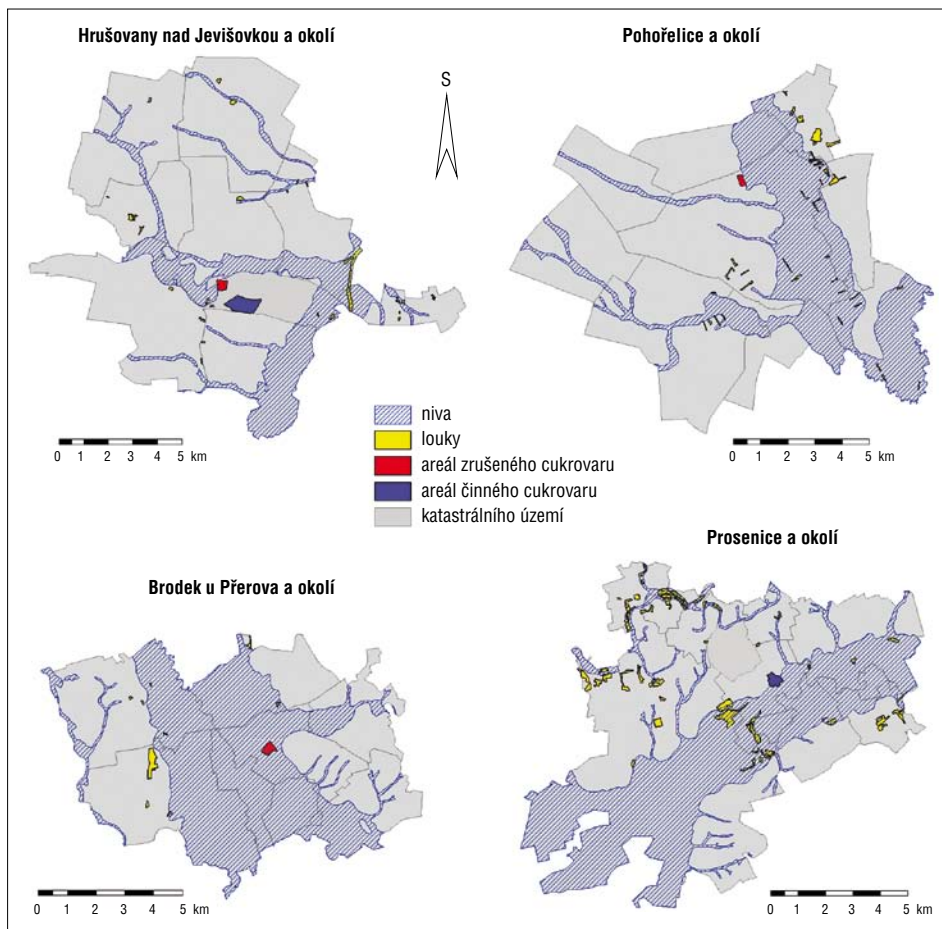 Hrušovany nad Jevišovkou a okolí
Pohořelice a okolí
S
0 1 2 3 4 5 km
0 1 2 3 4 5 km
niva
louky
areál zrušeného cukrovaru
areál činného cukrovaru
katastrálního území
Brodek u Přerova a okolí
Prosenice a okolí
0 1 2 3 4 5 km
0 1 2 3 4 5 km